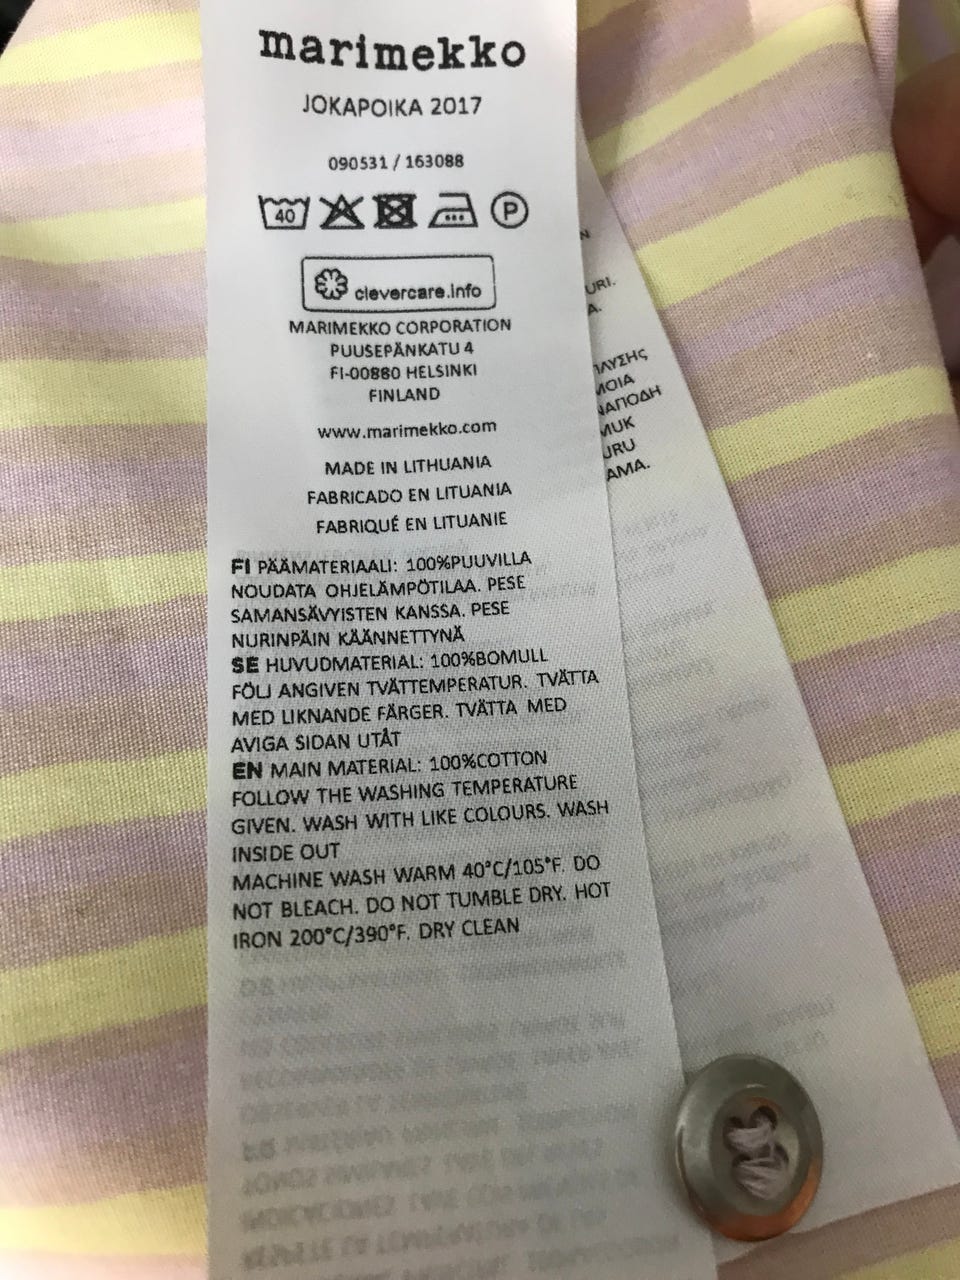 marimekko
JOKAPOIKA 2017
090531 / 163088
40 P
clevercare.info
MARIMEKKO CORPORATION
PUUSEPÄNKATU 4
FI-00880 HELSINKI
FINLAND
www.marimekko.com
MADE IN LITHUANIA
FABRICADO EN LITUANIA
FABRIQUÉ EN LITUANIE
FI PÄÄMATERIAALI: 100%PUUVILLA
NOUDATA OHJELÄMPÖTILAA. PESE
SAMANSÄVYISTEN KANSSA. PESE
NURINPÄIN KÄÄNNETTYNÄ
SE HUVUDMATERIAL: 100%BOMULL
FÖLJ ANGIVEN TVÄTTEMPERATUR. TVÄTTA
MED LIKNANDE FÄRGER. TVÄTTA MED
AVIGA SIDAN UTÅT
EN MAIN MATERIAL: 100%COTTON
FOLLOW THE WASHING TEMPERATURE
GIVEN. WASH WITH LIKE COLOURS. WASH
INSIDE OUT
MACHINE WASH WARM 40°C/105°F. DO
NOT BLEACH. DO NOT TUMBLE DRY. HOT
IRON 200°C/390°F. DRY CLEAN